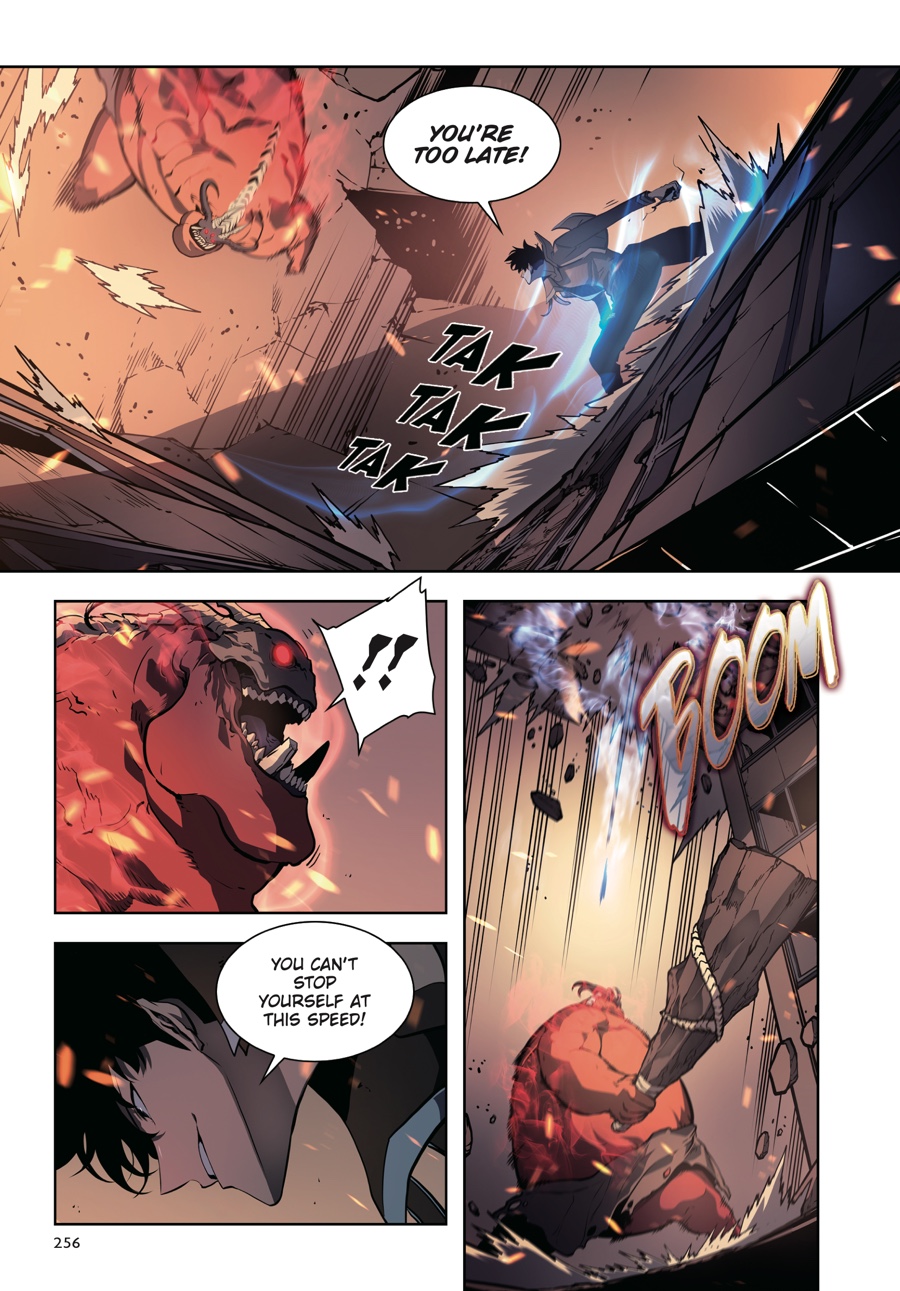 YOU'RE
TOO LATE!
TAK
TAK
TAK
!!
BOOM
YOU CAN'T
STOP
YOURSELF AT
THIS SPEED!
256